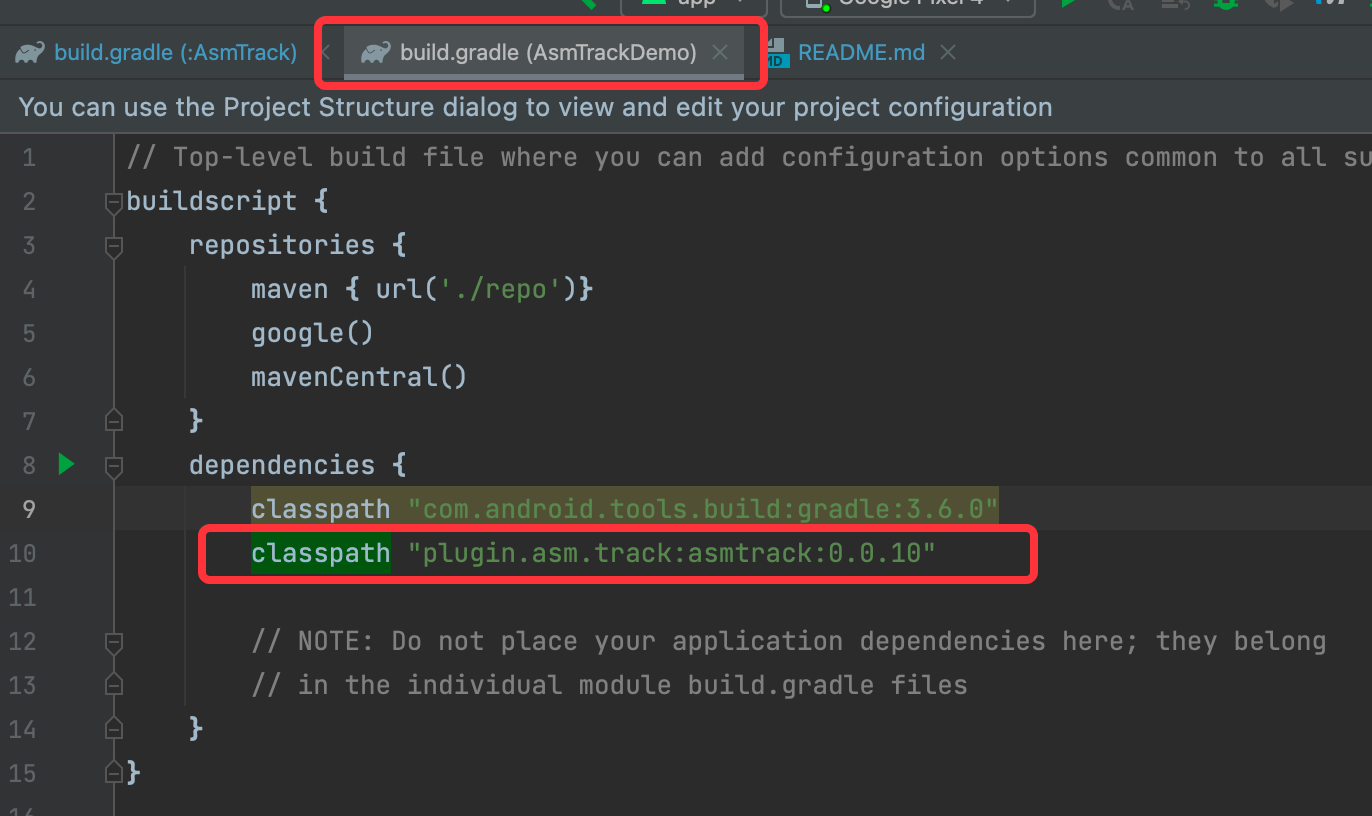 app
build.gradle (:AsmTrack) build.gradle (AsmTrackDemo) MD README.md
You can use the Project Structure dialog to view and edit your project configuration
1 // Top-level build file where you can add configuration options common to all su
2 buildscript {
3 repositories {
4 maven { url('./repo')}
5 google()
6 mavenCentral()
7 }
8 dependencies {
9 classpath "com.android.tools.build:gradle:3.6.0"
10 classpath "plugin.asm.track:asmtrack:0.0.10"
11
12 // NOTE: Do not place your application dependencies here; they belong
13 // in the individual module build.gradle files
14 }
15 }